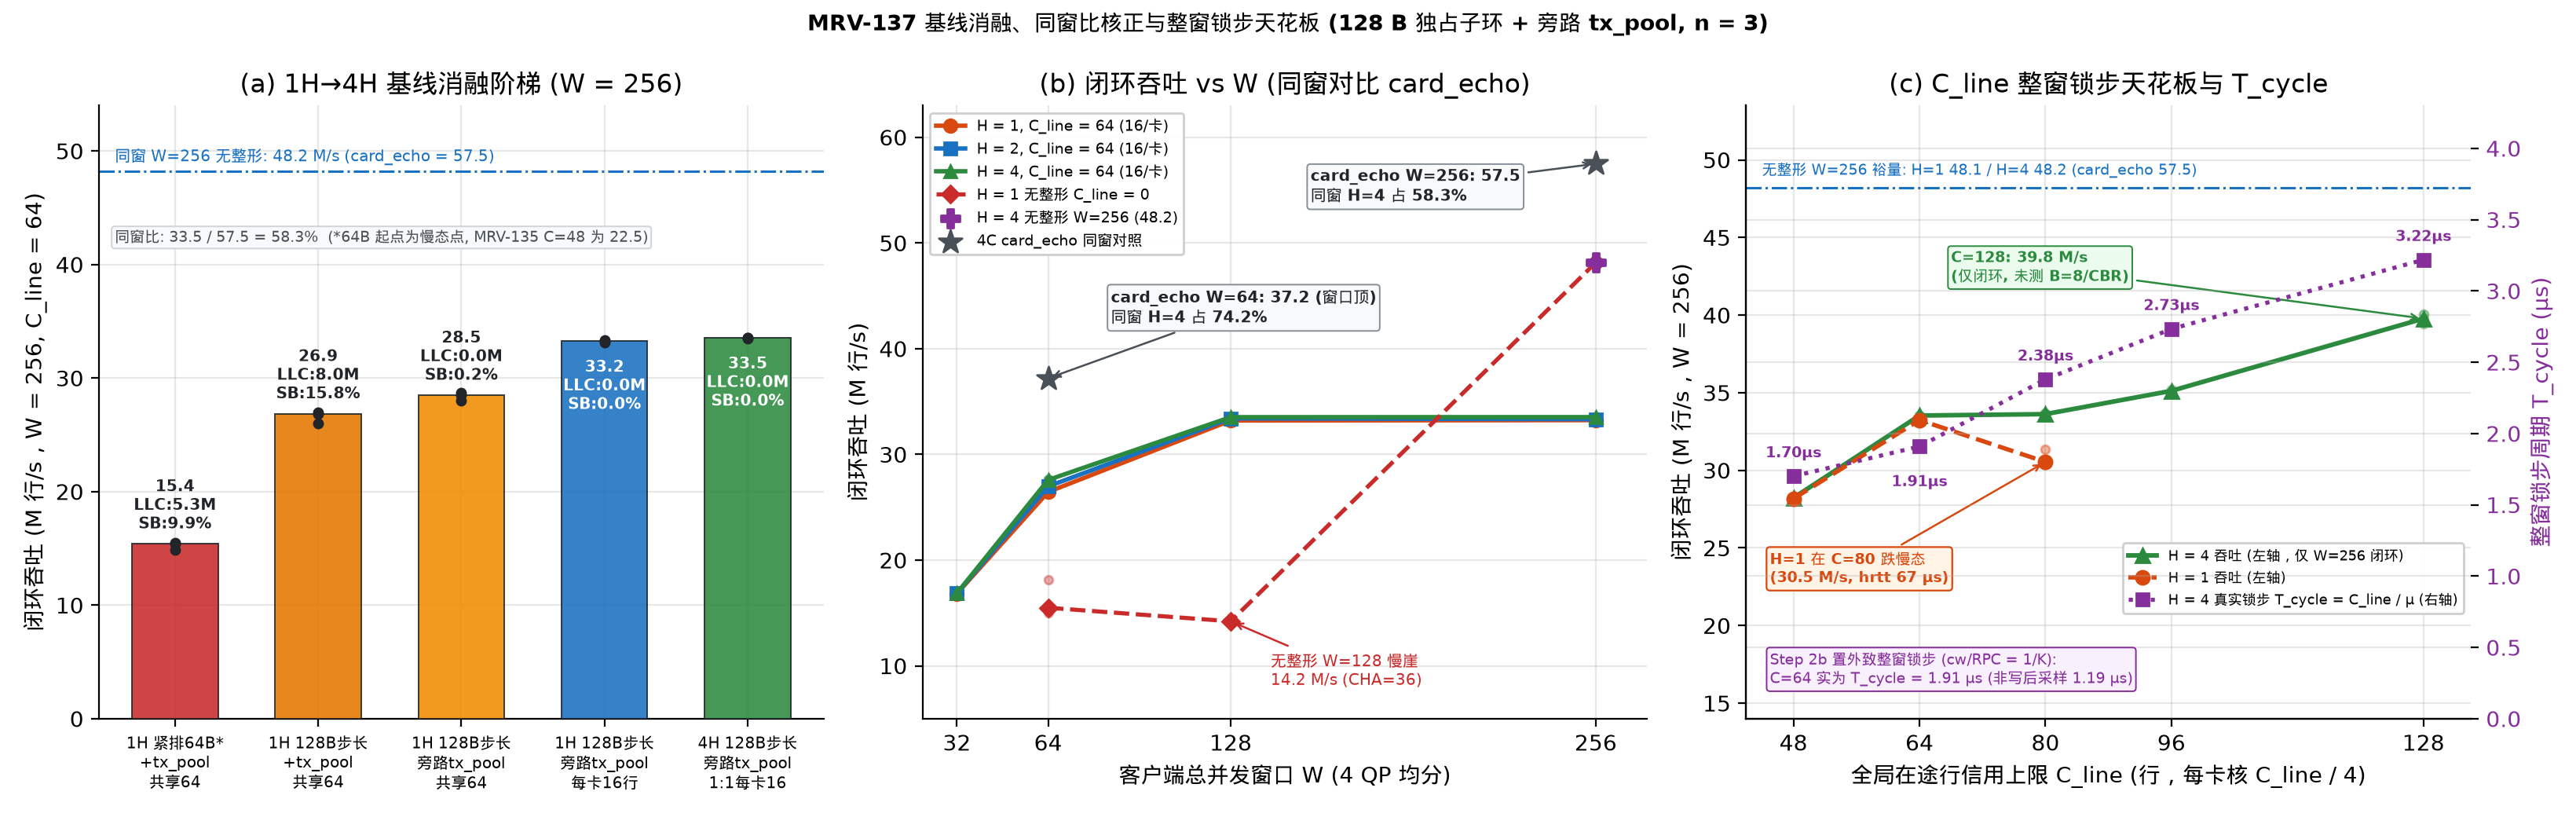 MRV-137 基线消融、同窗比核正与整窗锁步天花板 (128 B 独占子环 + 旁路 tx_pool, n = 3)
(a) 1H→4H 基线消融阶梯 (W = 256)
闭环吞吐 (M 行/s , W = 256, C_line = 64)
50
40
30
20
10
0
同窗 W=256 无整形: 48.2 M/s (card_echo = 57.5)
同窗比: 33.5 / 57.5 = 58.3%  (*64B 起点为慢态点, MRV-135 C=48 为 22.5)
15.4
LLC:5.3M
SB:9.9%
26.9
LLC:8.0M
SB:15.8%
28.5
LLC:0.0M
SB:0.2%
33.2
LLC:0.0M
SB:0.0%
33.5
LLC:0.0M
SB:0.0%
1H 紧排64B*
+tx_pool
共享64
1H 128B步长
+tx_pool
共享64
1H 128B步长
旁路tx_pool
共享64
1H 128B步长
旁路tx_pool
每卡16行
4H 128B步长
旁路tx_pool
1:1每卡16
(b) 闭环吞吐 vs W (同窗对比 card_echo)
闭环吞吐 (M 行/s)
60
50
40
30
20
10
H = 1, C_line = 64 (16/卡)
H = 2, C_line = 64 (16/卡)
H = 4, C_line = 64 (16/卡)
H = 1 无整形 C_line = 0
H = 4 无整形 W=256 (48.2)
4C card_echo 同窗对照
card_echo W=256: 57.5
同窗 H=4 占 58.3%
card_echo W=64: 37.2 (窗口顶)
同窗 H=4 占 74.2%
无整形 W=128 慢崖
14.2 M/s (CHA=36)
32
64
128
256
客户端总并发窗口 W (4 QP 均分)
(c) C_line 整窗锁步天花板与 T_cycle
闭环吞吐 (M 行/s , W = 256)
50
45
40
35
30
25
20
15
无整形 W=256 裕量: H=1 48.1 / H=4 48.2 (card_echo 57.5)
C=128: 39.8 M/s
(仅闭环, 未测 B=8/CBR)
1.70μs
1.91μs
2.38μs
2.73μs
3.22μs
H=1 在 C=80 跌慢态
(30.5 M/s, hrtt 67 μs)
H = 4 吞吐 (左轴 , 仅 W=256 闭环)
H = 1 吞吐 (左轴)
H = 4 真实锁步 T_cycle = C_line / μ (右轴)
Step 2b 置外致整窗锁步 (cw/RPC = 1/K):
C=64 实为 T_cycle = 1.91 μs (非写后采样 1.19 μs)
48
64
80
96
128
全局在途行信用上限 C_line (行 , 每卡核 C_line / 4)
4.0
3.5
3.0
2.5
2.0
1.5
1.0
0.5
0.0
整窗锁步周期 T_cycle (μs)